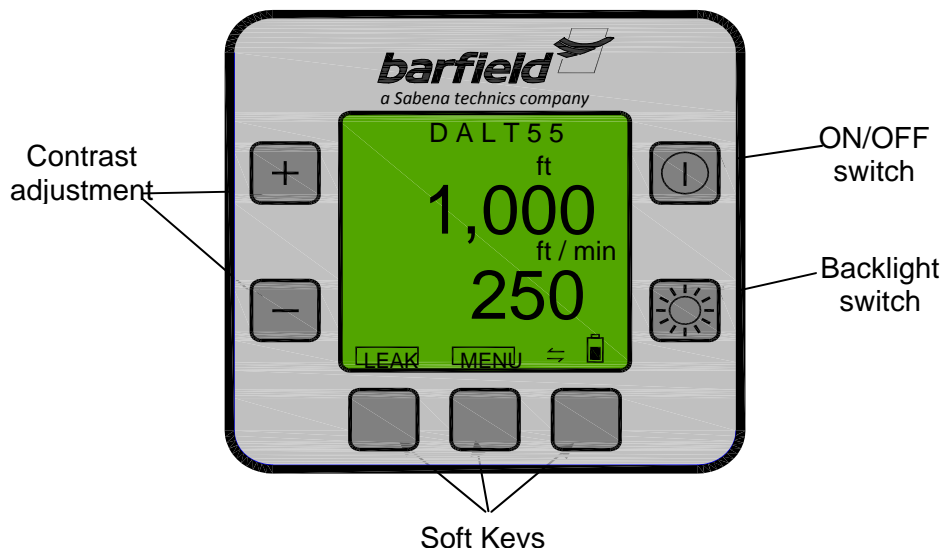 barfield
a Sabena technics company
DALT55
ft
1,000
ft / min
250
LEAK MENU
+
−
Contrast
adjustment
ON/OFF
switch
Backlight
switch
Soft Keys